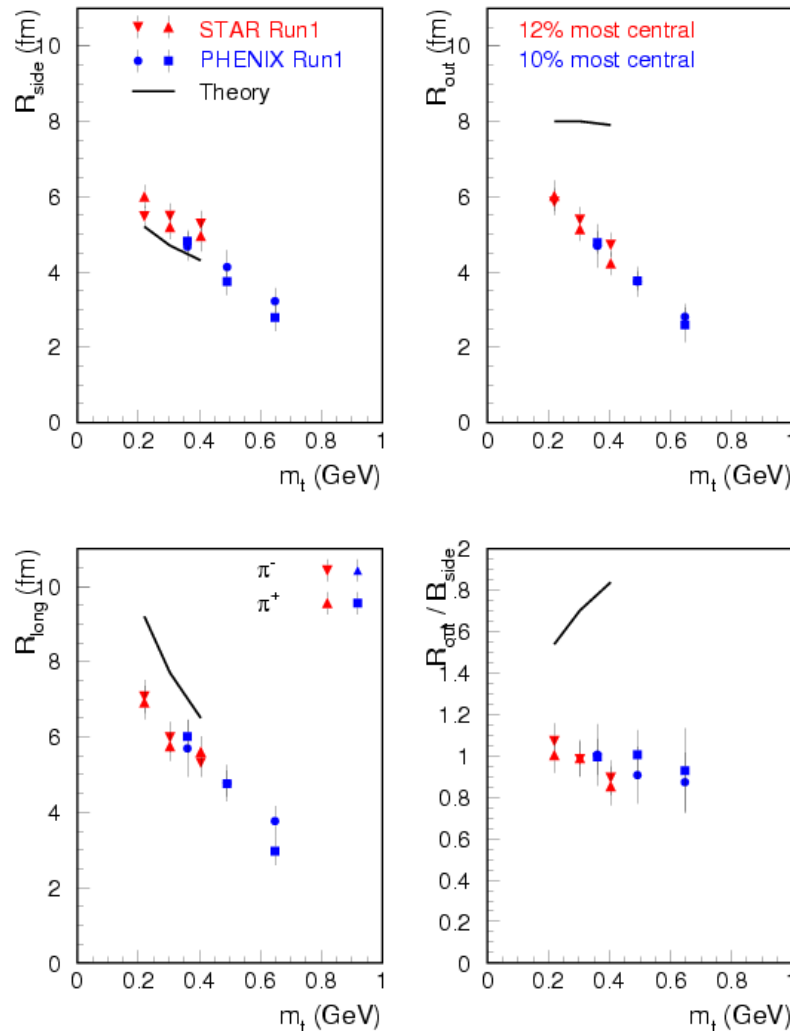 R_side (fm)
STAR Run1
PHENIX Run1
Theory
10
8
6
4
2
0
0 0.2 0.4 0.6 0.8 1
m_t (GeV)
R_out (fm)
12% most central
10% most central
10
8
6
4
2
0
0 0.2 0.4 0.6 0.8 1
m_t (GeV)
R_long (fm)
π-
π+
10
8
6
4
2
0
0 0.2 0.4 0.6 0.8 1
m_t (GeV)
R_out / R_side
2
1.8
1.6
1.4
1.2
1
0.8
0.6
0.4
0.2
0
0 0.2 0.4 0.6 0.8 1
m_t (GeV)